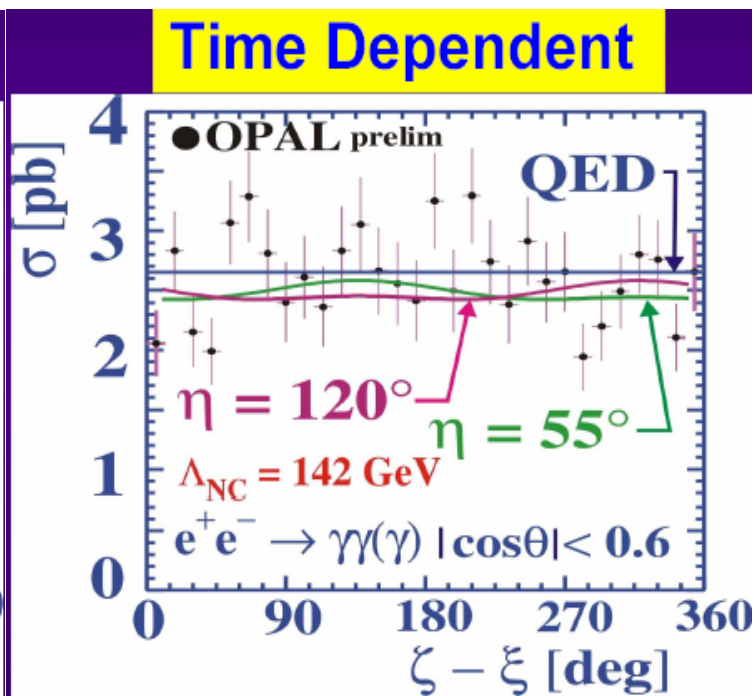 Time Dependent
4
3
2
1
0
σ [pb]
OPAL prelim
QED
η = 120°
η = 55°
Λ_NC = 142 GeV
e⁺e⁻ → γγ(γ) |cosθ| < 0.6
0 90 180 270 360
ζ – ξ [deg]